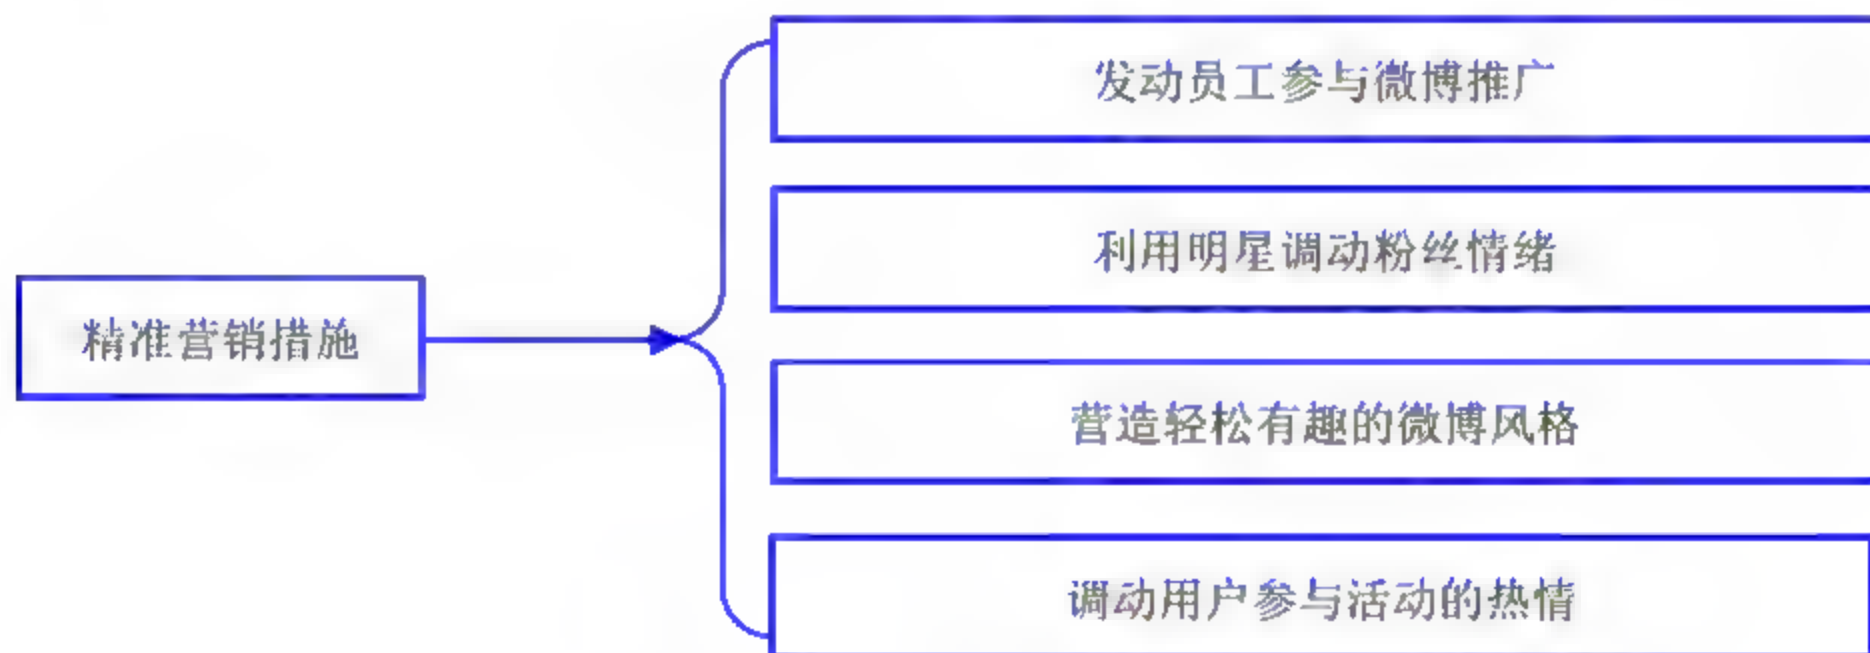 发动员工参与微博推广
利用明星调动粉丝情绪
精准营销措施
营造轻松有趣的微博风格
调动用户参与活动的热情